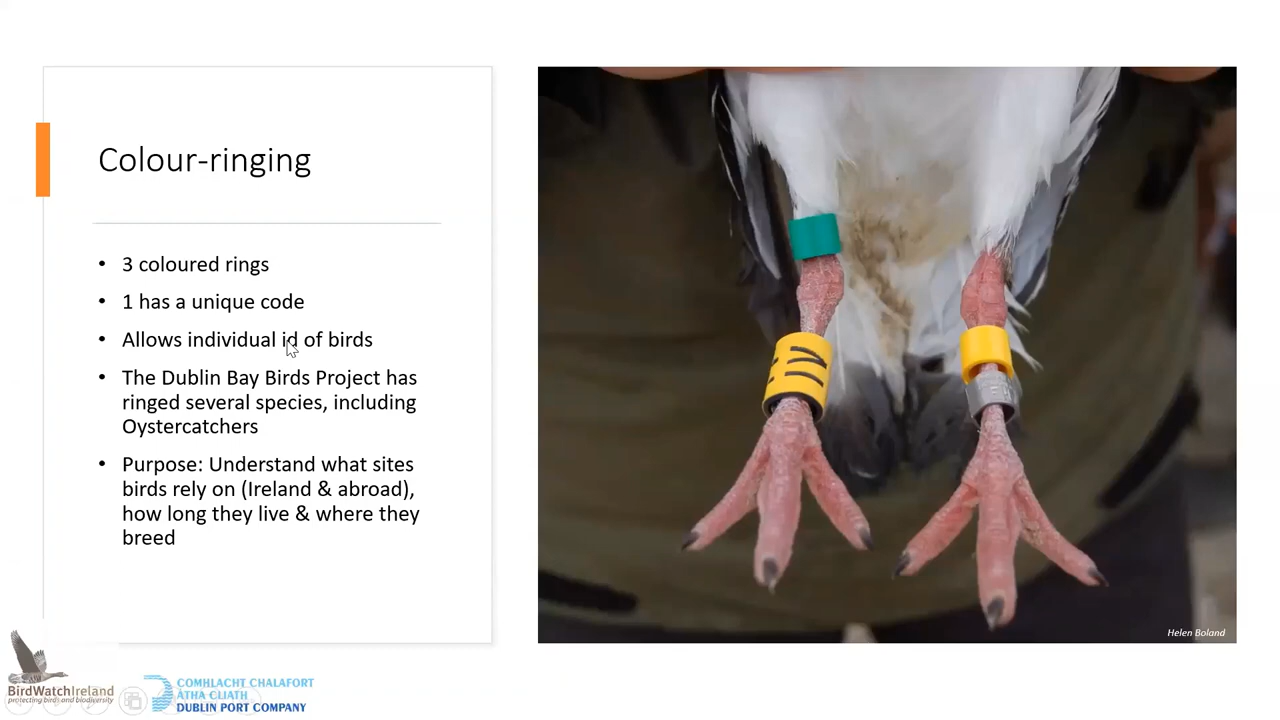 Colour-ringing
• 3 coloured rings
• 1 has a unique code
• Allows individual id of birds
• The Dublin Bay Birds Project has
ringed several species, including
Oystercatchers
• Purpose: Understand what sites
birds rely on (Ireland & abroad),
how long they live & where they
breed
Helen Boland
BirdWatchIreland
protecting birds and biodiversity
COMHLACHT CHALAFORT
ÁTHA CLIATH
DUBLIN PORT COMPANY